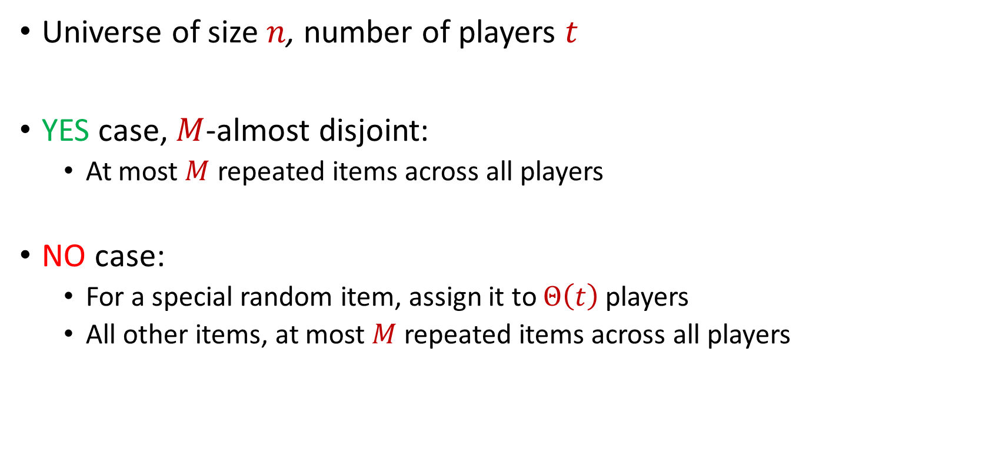 • Universe of size n, number of players t
• YES case, M-almost disjoint:
• At most M repeated items across all players
• NO case:
• For a special random item, assign it to Θ(t) players
• All other items, at most M repeated items across all players